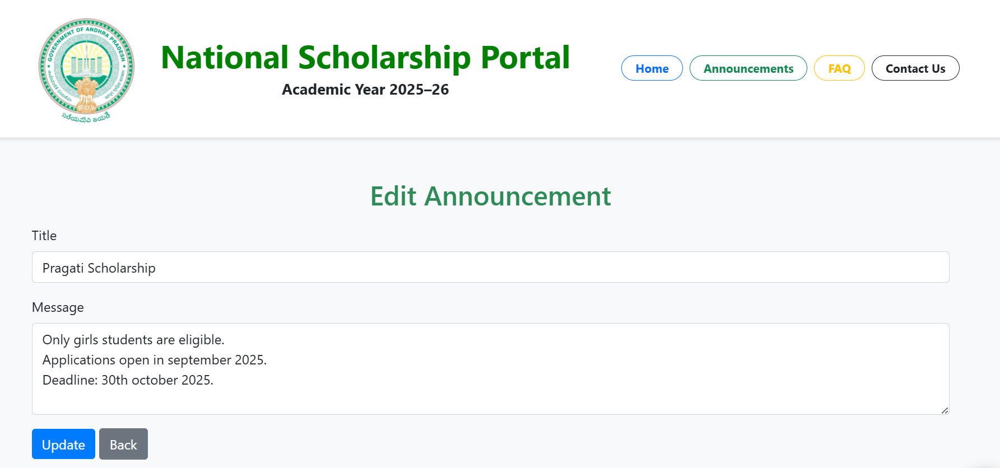 GOVERNMENT OF ANDHRA PRADESH
సత్యమేవ జయతే
National Scholarship Portal
Academic Year 2025–26
Home
Announcements
FAQ
Contact Us
Edit Announcement
Title
Pragati Scholarship
Message
Only girls students are eligible.
Applications open in september 2025.
Deadline: 30th october 2025.
Update
Back